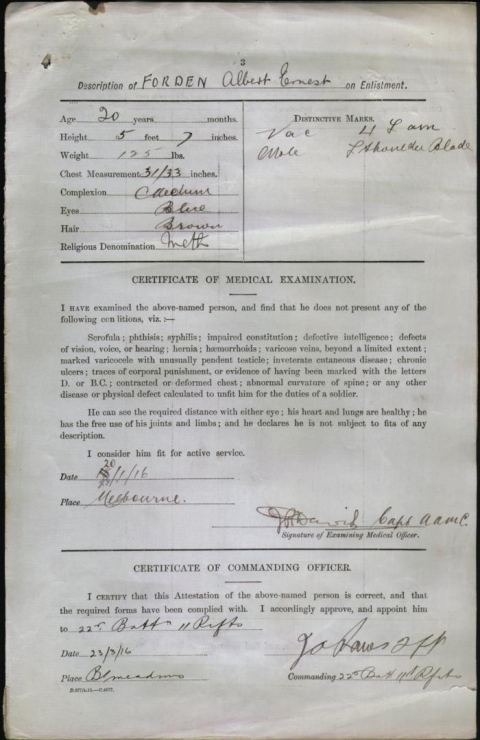 3
Description of FORDEN Albert Ernest on Enlistment.
Age 20 years months.
Height 5 feet 7 inches.
Weight 125 lbs.
Chest Measurement 31/33 inches.
Complexion Medium
Eyes Blue
Hair Brown
Religious Denomination Meth
DISTINCTIVE MARKS.
Vac 4 L arm
Mole L Shoulder Blade
CERTIFICATE OF MEDICAL EXAMINATION.
I HAVE examined the above-named person, and find that he does not present any of the
following con itions, viz. :—
Scrofula; phthisis; syphilis; impaired constitution; defective intelligence; defects
of vision, voice, or hearing; hernia; hæmorrhoids; varicose veins, beyond a limited extent;
marked varicocele with unusually pendent testicle; inveterate cutaneous disease; chronic
ulcers; traces of corporal punishment, or evidence of having been marked with the letters
D. or B.C.; contracted or deformed chest; abnormal curvature of spine; or any other
disease or physical defect calculated to unfit him for the duties of a soldier.
He can see the required distance with either eye; his heart and lungs are healthy; he
has the free use of his joints and limbs; and he declares he is not subject to fits of any
description.
I consider him fit for active service.
Date 20/1/16
Place Melbourne.
Capt AAMC.
Signature of Examining Medical Officer.
CERTIFICATE OF COMMANDING OFFICER.
I CERTIFY that this Attestation of the above-named person is correct, and that
the required forms have been complied with. I accordingly approve, and appoint him
to 22nd Battn 11 Refts
Date 23/3/16
Place Blmeadows
Commanding 22nd Batt 11th Refts